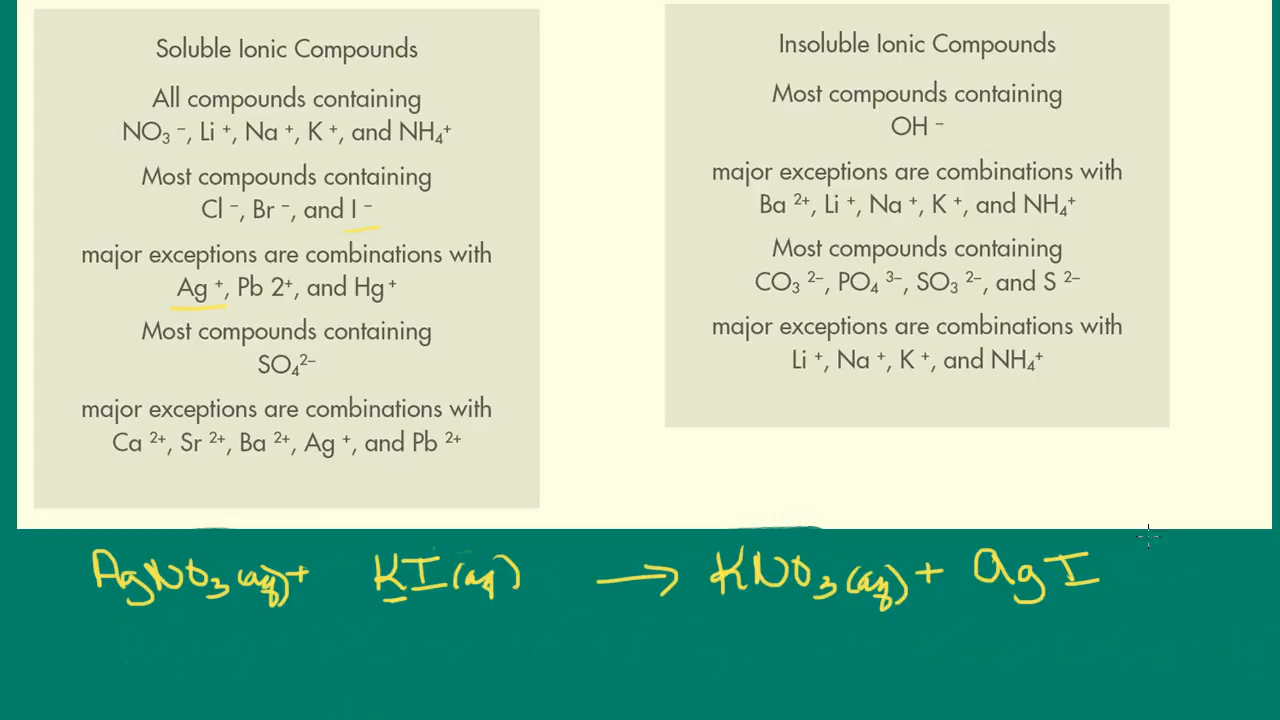 Soluble Ionic Compounds
All compounds containing
NO₃ ⁻, Li ⁺, Na ⁺, K ⁺, and NH₄⁺
Most compounds containing
Cl ⁻, Br ⁻, and I ⁻
major exceptions are combinations with
Ag ⁺, Pb 2⁺, and Hg ⁺
Most compounds containing
SO₄²⁻
major exceptions are combinations with
Ca ²⁺, Sr ²⁺, Ba ²⁺, Ag ⁺, and Pb ²⁺
Insoluble Ionic Compounds
Most compounds containing
OH ⁻
major exceptions are combinations with
Ba ²⁺, Li ⁺, Na ⁺, K ⁺, and NH₄⁺
Most compounds containing
CO₃ ²⁻, PO₄ ³⁻, SO₃ ²⁻, and S ²⁻
major exceptions are combinations with
Li ⁺, Na ⁺, K ⁺, and NH₄⁺
AgNO₃(aq) + KI(aq) → KNO₃(aq) + AgI